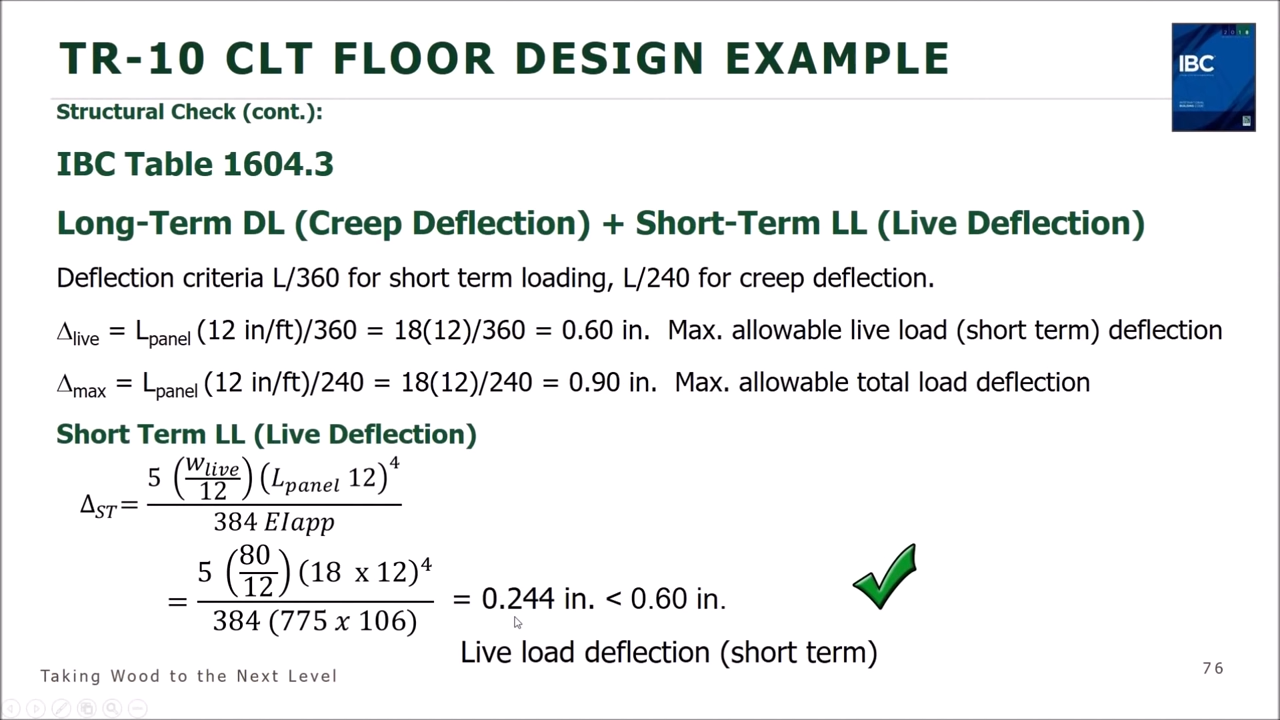 TR-10 CLT FLOOR DESIGN EXAMPLE
IBC
Structural Check (cont.):
IBC Table 1604.3
Long-Term DL (Creep Deflection) + Short-Term LL (Live Deflection)
Deflection criteria L/360 for short term loading, L/240 for creep deflection.
Δlive = Lpanel (12 in/ft)/360 = 18(12)/360 = 0.60 in. Max. allowable live load (short term) deflection
Δmax = Lpanel (12 in/ft)/240 = 18(12)/240 = 0.90 in. Max. allowable total load deflection
Short Term LL (Live Deflection)
5 (wlive/12) (Lpanel 12)⁴
ΔST=
384 EIapp
5 (80/12) (18 x 12)⁴
= = 0.244 in. < 0.60 in.
384 (775 x 106)
Live load deflection (short term)
Taking Wood to the Next Level
76